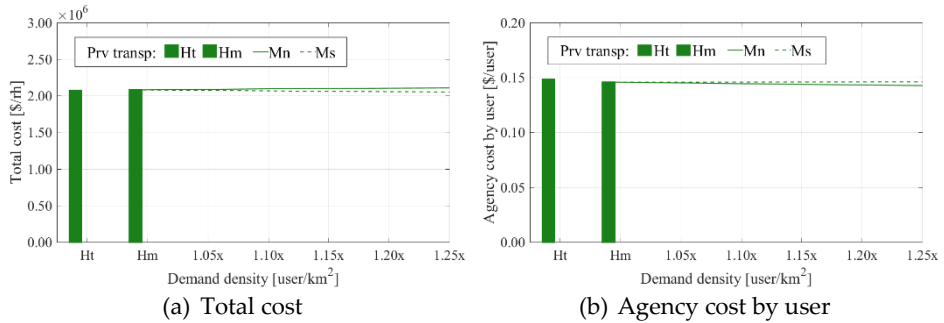 ×10⁶
3.00
2.50
2.00
1.50
1.00
0.50
0.00
Total cost [$/rh]
Prv transp: Ht Hm Mn Ms
Ht Hm 1.05x 1.10x 1.15x 1.20x 1.25x
Demand density [user/km²]
(a) Total cost
0.20
0.15
0.10
0.05
0.00
Agency cost by user [$/user]
Prv transp: Ht Hm Mn Ms
Ht Hm 1.05x 1.10x 1.15x 1.20x 1.25x
Demand density [user/km²]
(b) Agency cost by user